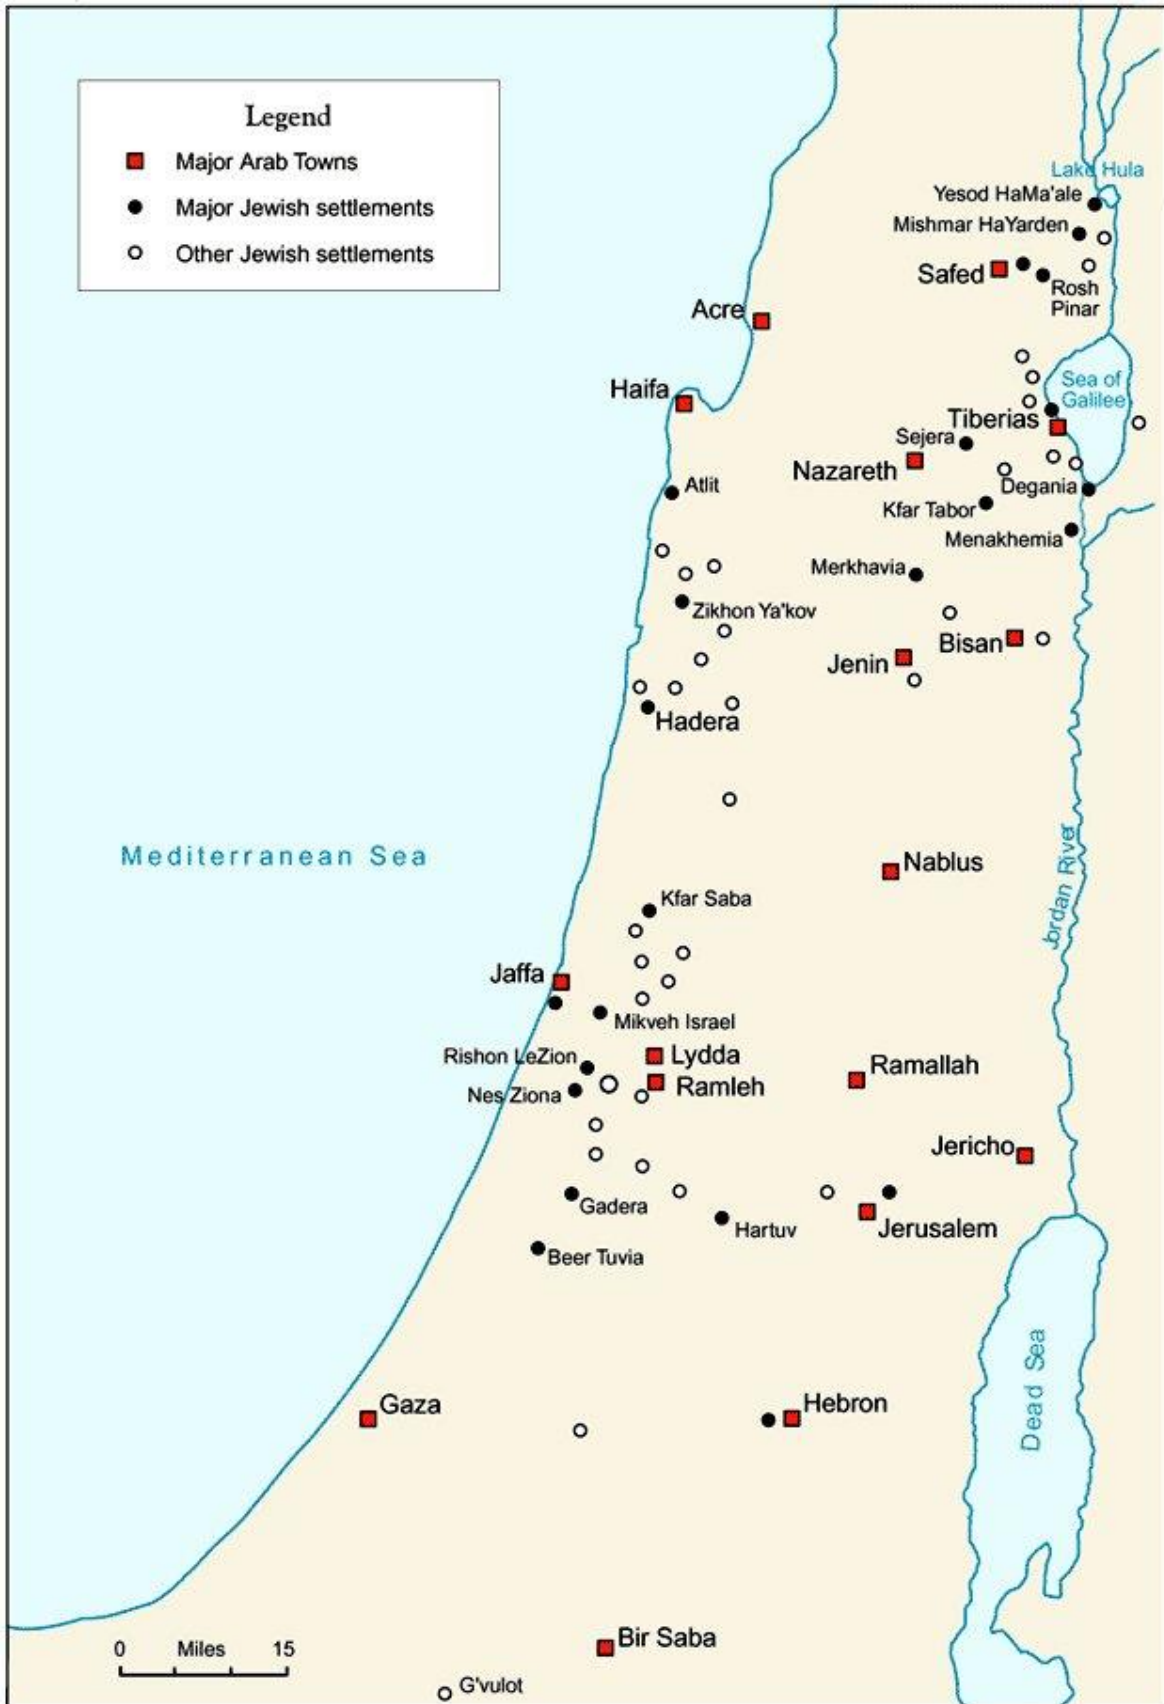 Legend
Major Arab Towns
Major Jewish settlements
Other Jewish settlements
Lake Hula
Yesod HaMa'ale
Mishmar HaYarden
Safed
Rosh
Pinar
Acre
Sea of
Galilee
Haifa
Tiberias
Sejera
Nazareth
Atlit
Degania
Kfar Tabor
Menakhemia
Merkhavia
Zikhon Ya'kov
Bisan
Jenin
Hadera
Mediterranean Sea
Nablus
Jordan River
Kfar Saba
Jaffa
Mikveh Israel
Rishon LeZion
Lydda
Ramallah
Nes Ziona
Ramleh
Jericho
Gadera
Hartuv
Jerusalem
Beer Tuvia
Dead Sea
Gaza
Hebron
Bir Saba
0 Miles 15
G'vulot